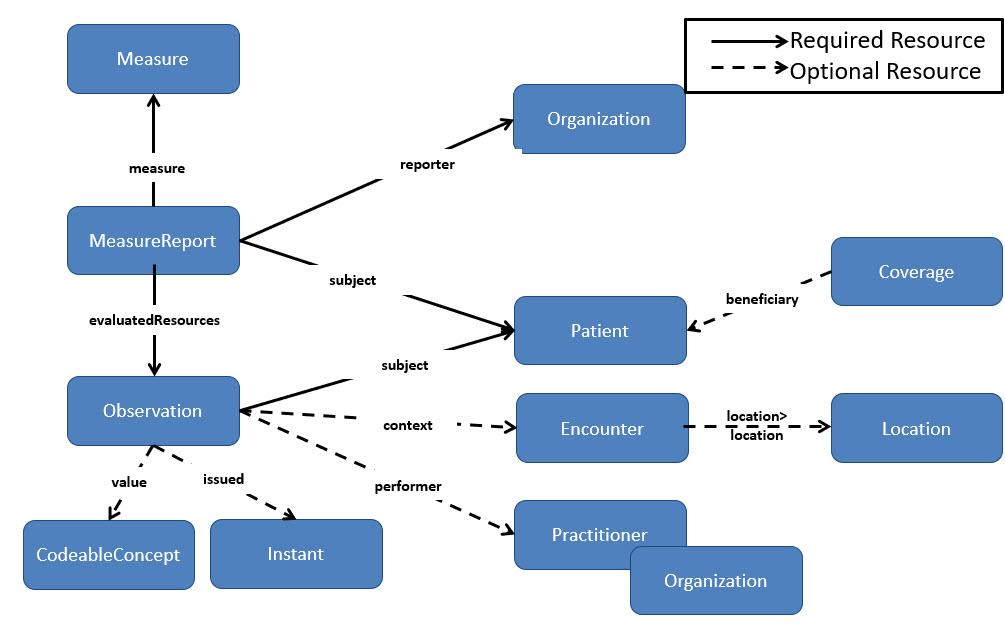 Required Resource
Optional Resource
Measure
Organization
measure
reporter
MeasureReport
subject
Coverage
beneficiary
evaluatedResources
Patient
subject
Observation
context
Encounter
location>
location
Location
value
issued
performer
CodeableConcept
Instant
Practitioner
Organization